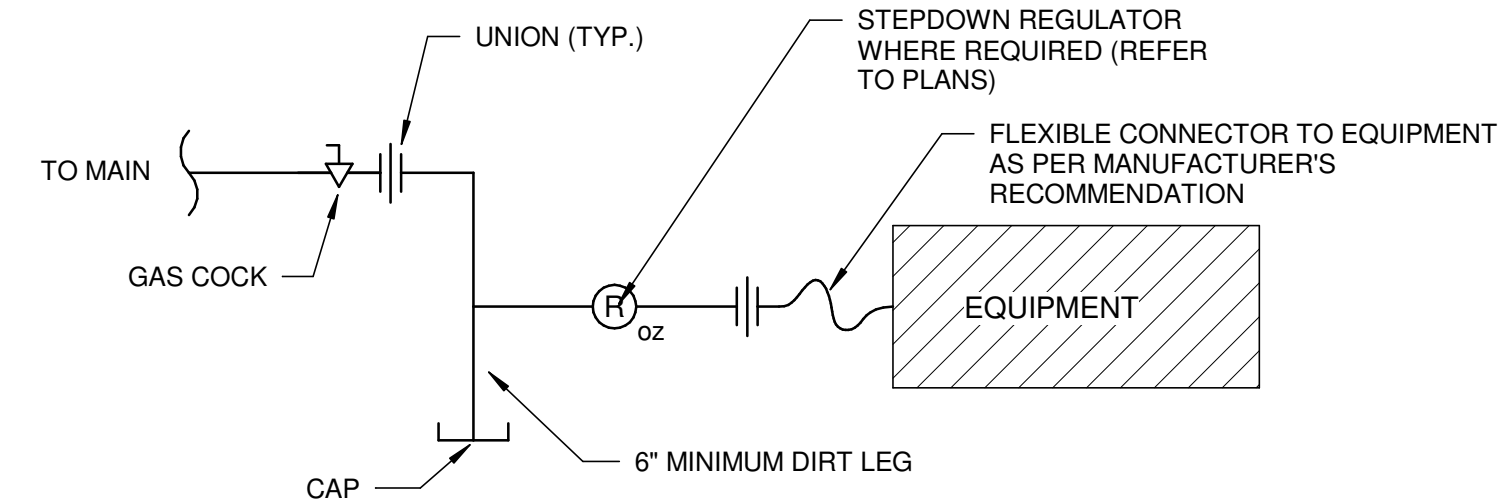 STEPDOWN REGULATOR
WHERE REQUIRED (REFER
TO PLANS)
UNION (TYP.)
FLEXIBLE CONNECTOR TO EQUIPMENT
AS PER MANUFACTURER'S
RECOMMENDATION
TO MAIN
GAS COCK
R
oz
EQUIPMENT
6" MINIMUM DIRT LEG
CAP